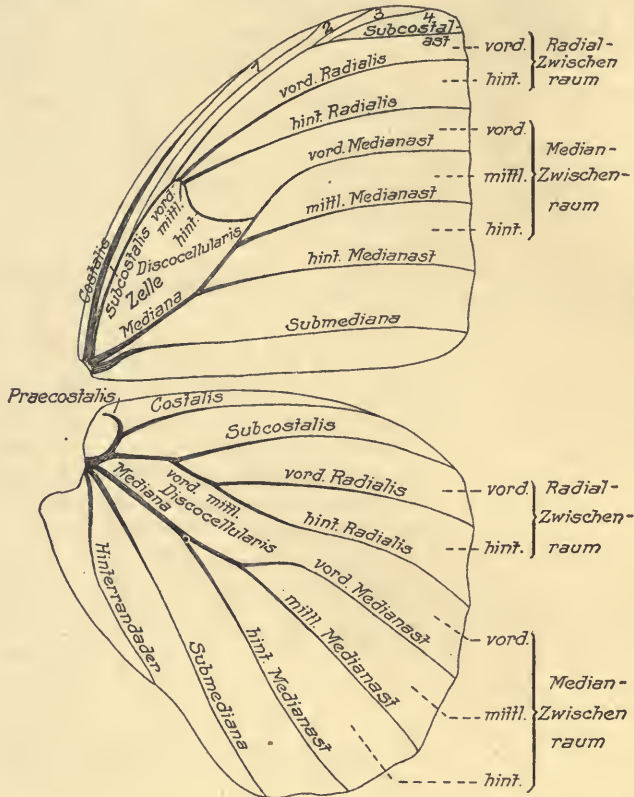 1
2
3
4
Subcostal-
ast
vord.
Radial-
Zwischen
raum
hint.
vord. Radialis
hint. Radialis
vord.
vord. Medianast
mittl.
Median-
Zwischen-
raum
mittl. Medianast
hint.
hint. Medianast
Costalis
Subcostalis
vord.
mittl.
hint.
Discocellularis
Zelle
Mediana
Submediana
Praecostalis
Costalis
Subcostalis
vord. Radialis
vord.
Radial-
Zwischen-
raum
hint.
hint. Radialis
vord. mittl.
Discocellularis
Mediana
vord. Medianast
vord.
mittl. Medianast
Median-
mittl.
Zwischen
raum
hint. Medianast
hint.
Submediana
Hinterrandader